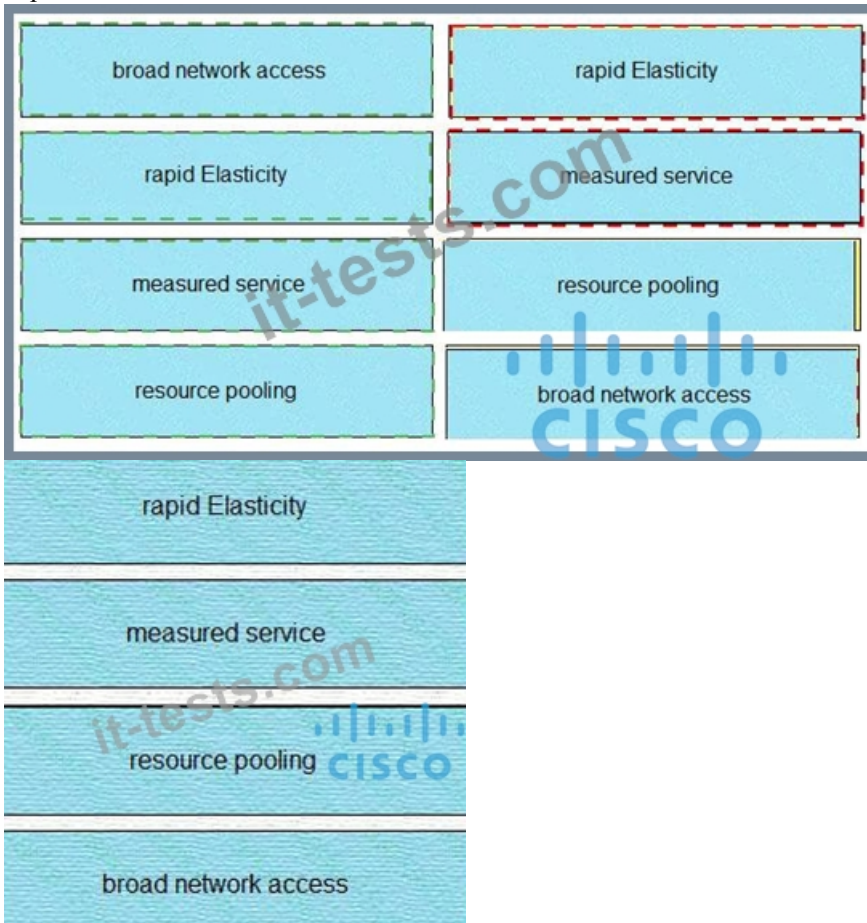 broad network access
rapid Elasticity
rapid Elasticity
measured service
measured service
resource pooling
resource pooling
broad network access
it-tests.com
CISCO
rapid Elasticity
measured service
resource pooling
broad network access
it-tests.com
CISCO